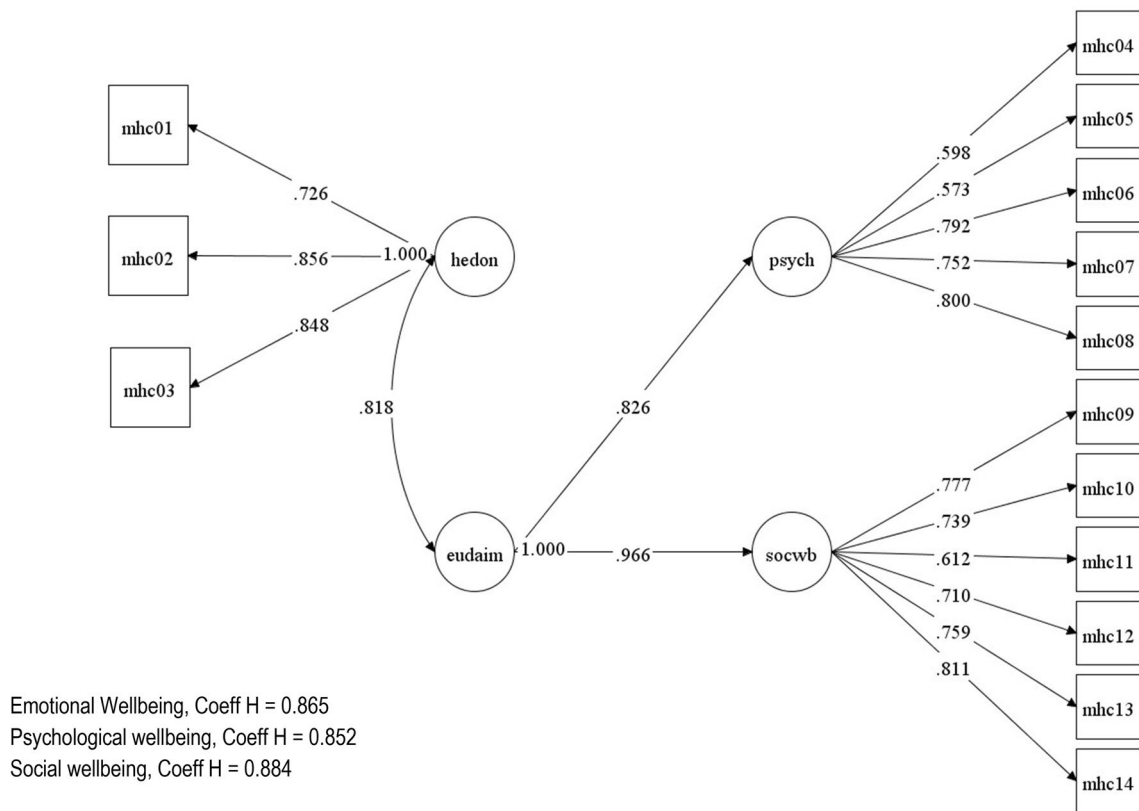 mhc01
mhc02
mhc03
.726
.856
.848
1.000
hedon
.818
eudaim
1.000
.826
.966
psych
socwb
.598
.573
.792
.752
.800
.777
.739
.612
.710
.759
.811
mhc04
mhc05
mhc06
mhc07
mhc08
mhc09
mhc10
mhc11
mhc12
mhc13
mhc14
Emotional Wellbeing, Coeff H = 0.865
Psychological wellbeing, Coeff H = 0.852
Social wellbeing, Coeff H = 0.884